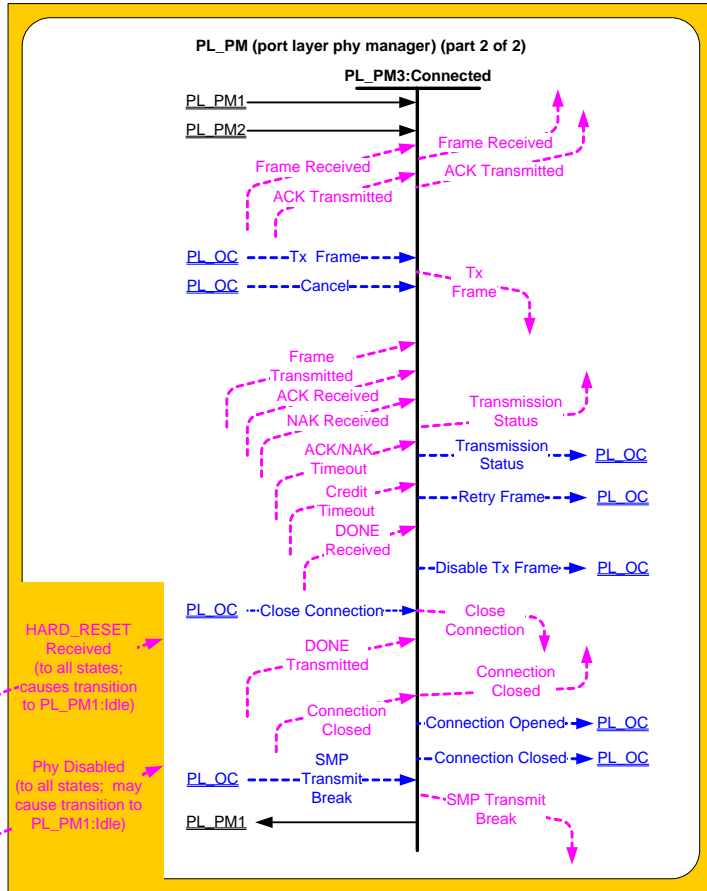 PL_PM (port layer phy manager) (part 2 of 2)
PL_PM3:Connected
PL_PM1
PL_PM2
Frame Received
ACK Transmitted
Frame Received
ACK Transmitted
PL_OC
Tx Frame
PL_OC
Cancel
Tx
Frame
Frame
Transmitted
ACK Received
NAK Received
ACK/NAK
Timeout
Credit
Timeout
DONE
Received
Transmission
Status
Transmission
Status
PL_OC
Retry Frame
PL_OC
Disable Tx Frame
PL_OC
PL_OC
Close Connection
Close
Connection
DONE
Transmitted
Connection
Closed
Connection
Closed
Connection Opened
PL_OC
Connection Closed
PL_OC
PL_OC
SMP
Transmit
Break
SMP Transmit
Break
PL_PM1
HARD_RESET
Received
(to all states;
causes transition
to PL_PM1:Idle)
Phy Disabled
(to all states; may
cause transition to
PL_PM1:Idle)